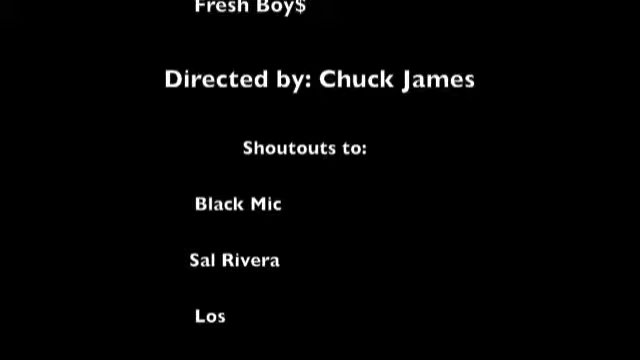 Fresh Boy$
Directed by: Chuck James
Shoutouts to:
Black Mic
Sal Rivera
Los